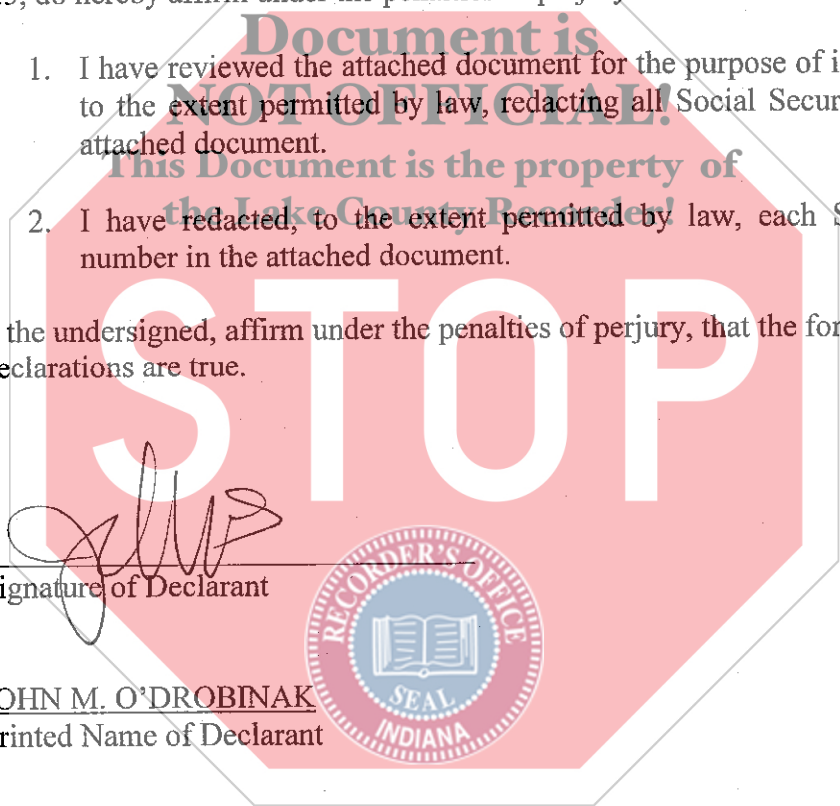 Document is
1. I have reviewed the attached document for the purpose of i
to the extent permitted by law, redacting all Social Secur
NOT OFFICIAL!
attached document.
This Document is the property of
the Lake County Recorder!
2. I have redacted, to the extent permitted by law, each S
number in the attached document.
STOP
the undersigned, affirm under the penalties of perjury, that the for
eclarations are true.
ignature of Declarant
RECORDER'S OFFICE
SEAL
INDIANA
OHN M. O'DROBINAK
rinted Name of Declarant